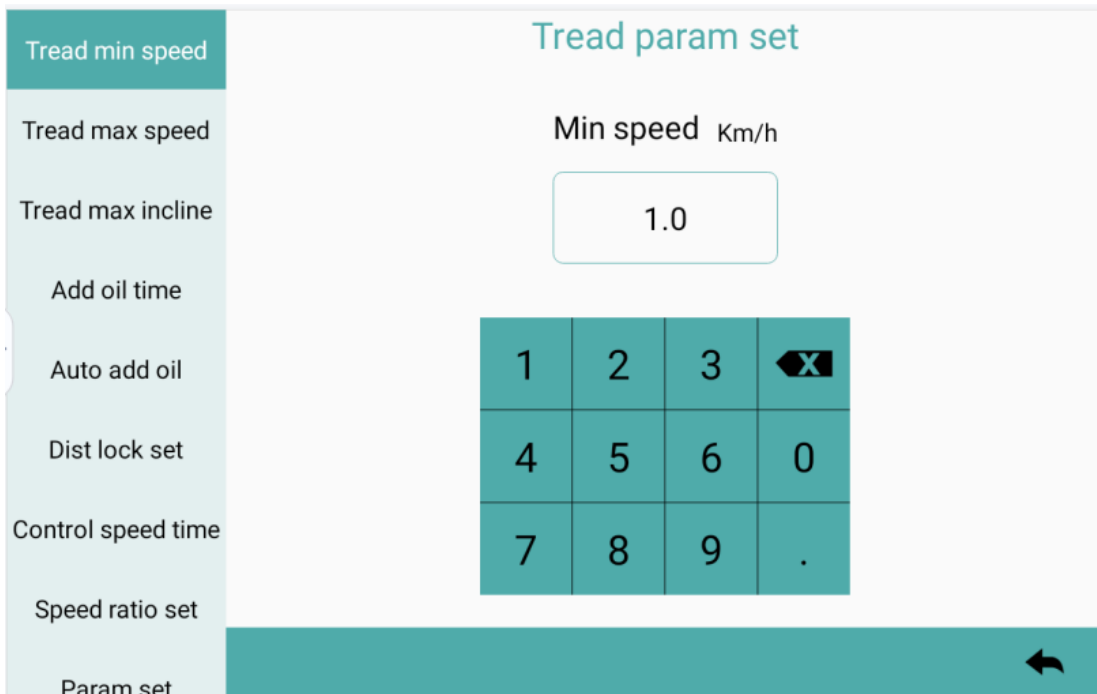 Tread min speed
Tread max speed
Tread max incline
Add oil time
Auto add oil
Dist lock set
Control speed time
Speed ratio set
Param set
Tread param set
Min speed Km/h
1.0
1 2 3 X
4 5 6 0
7 8 9 .